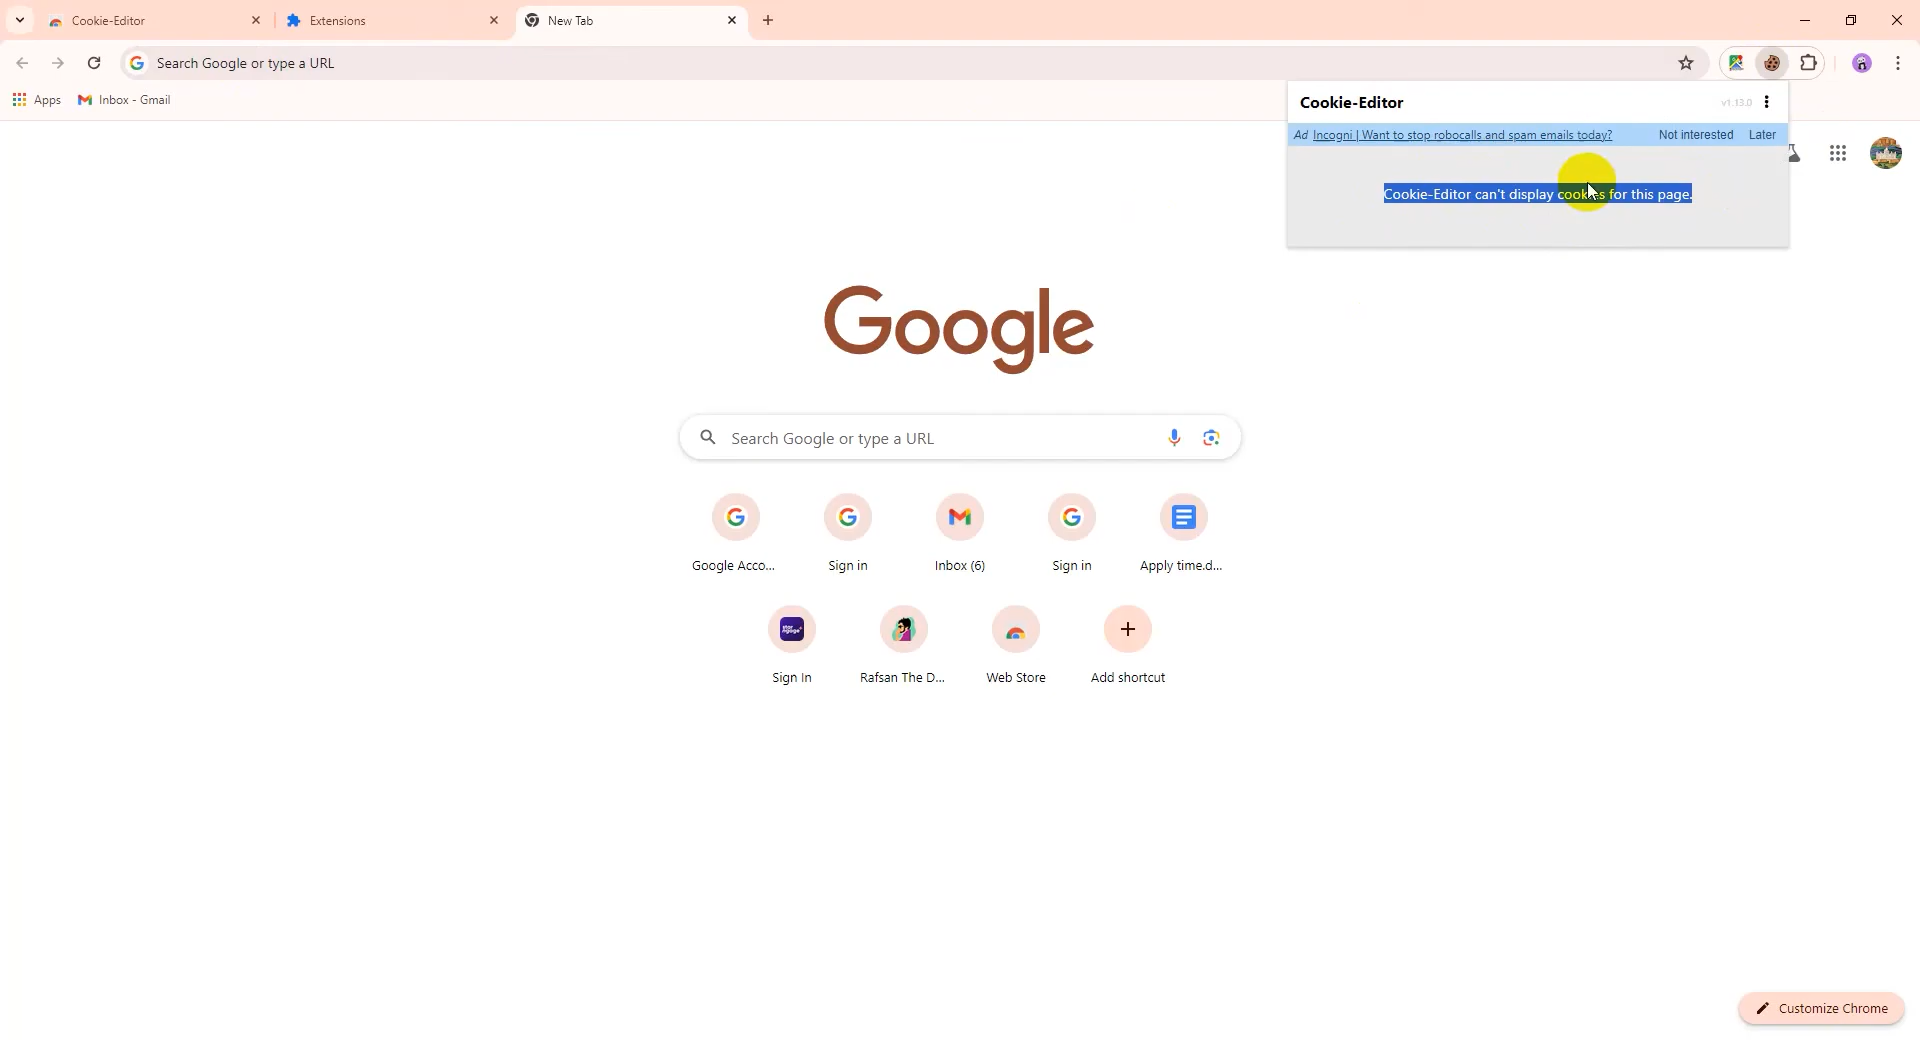 Cookie-Editor
Extensions
New Tab
Search Google or type a URL
Apps
Inbox - Gmail
Cookie-Editor
v1.13.0
Ad Incogni | Want to stop robocalls and spam emails today? Not interested Later
Cookie-Editor can't display cookies for this page.
Google
Search Google or type a URL
Google Acco...
Sign in
Inbox (6)
Sign in
Apply time.d...
Sign In
Rafsan The D...
Web Store
Add shortcut
Customize Chrome